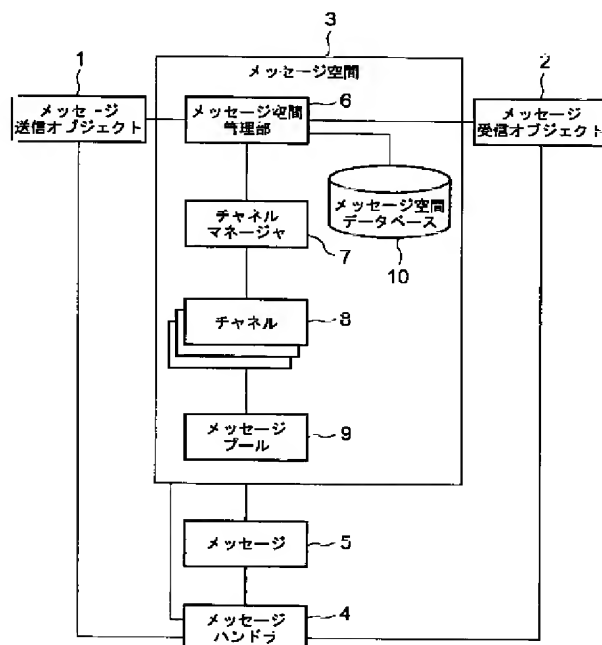 3
1
メッセージ空間
2
メッセージ
送信オブジェクト
メッセージ空間
管理部
6
メッセージ
受信オブジェクト
メッセージ空間
データベース
10
チャネル
マネージャ
7
チャネル
8
メッセージ
プール
9
メッセージ
5
メッセージ
ハンドラ
4